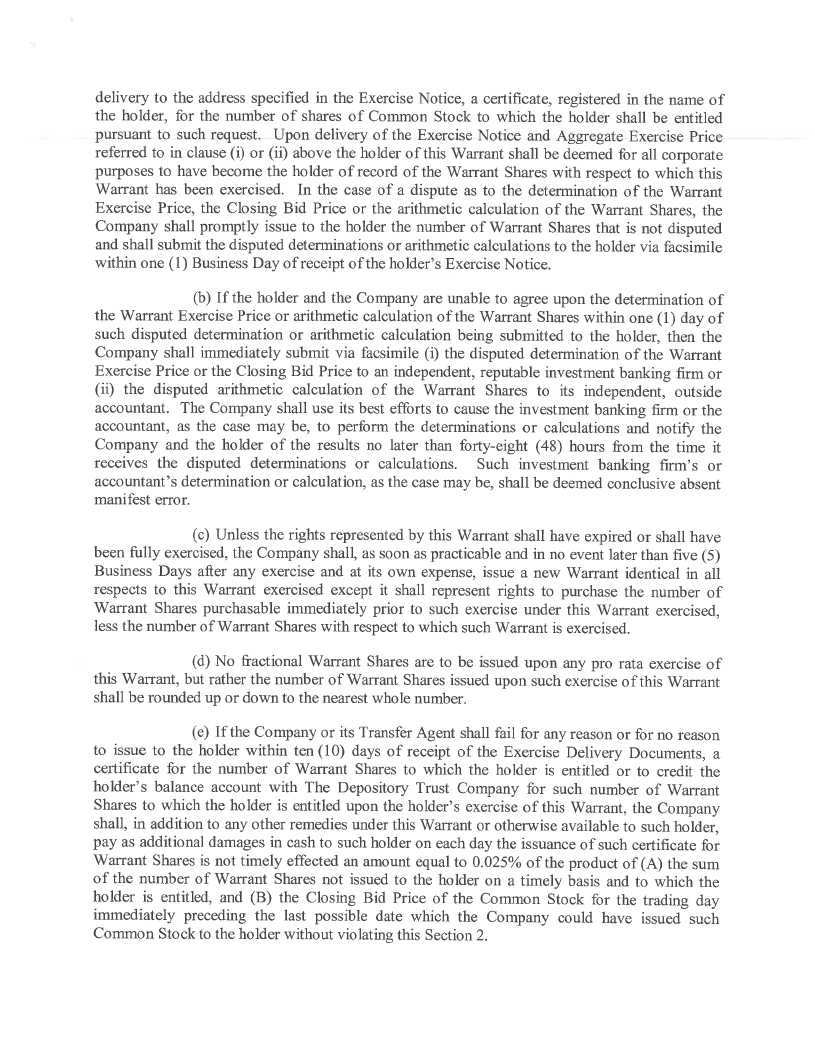 delivery to the address specified in the Exercise Notice, a certificate, registered in the name of
the holder, for the number of shares of Common Stock to which the holder shall be entitled
pursuant to such request. Upon delivery of the Exercise Notice and Aggregate Exercise Price
referred to in clause (i) or (ii) above the holder of this Warrant shall be deemed for all corporate
purposes to have become the holder of record of the Warrant Shares with respect to which this
Warrant has been exercised. In the case of a dispute as to the determination of the Warrant
Exercise Price, the Closing Bid Price or the arithmetic calculation of the Warrant Shares, the
Company shall promptly issue to the holder the number of Warrant Shares that is not disputed
and shall submit the disputed determinations or arithmetic calculations to the holder via facsimile
within one (1) Business Day of receipt of the holder's Exercise Notice.
(b) If the holder and the Company are unable to agree upon the determination of
the Warrant Exercise Price or arithmetic calculation of the Warrant Shares within one (1) day of
such disputed determination or arithmetic calculation being submitted to the holder, then the
Company shall immediately submit via facsimile (i) the disputed determination of the Warrant
Exercise Price or the Closing Bid Price to an independent, reputable investment banking firm or
(ii) the disputed arithmetic calculation of the Warrant Shares to its independent, outside
accountant. The Company shall use its best efforts to cause the investment banking firm or the
accountant, as the case may be, to perform the determinations or calculations and notify the
Company and the holder of the results no later than forty-eight (48) hours from the time it
receives the disputed determinations or calculations. Such investment banking firm's or
accountant's determination or calculation, as the case may be, shall be deemed conclusive absent
manifest error.
(c) Unless the rights represented by this Warrant shall have expired or shall have
been fully exercised, the Company shall, as soon as practicable and in no event later than five (5)
Business Days after any exercise and at its own expense, issue a new Warrant identical in all
respects to this Warrant exercised except it shall represent rights to purchase the number of
Warrant Shares purchasable immediately prior to such exercise under this Warrant exercised,
less the number of Warrant Shares with respect to which such Warrant is exercised.
(d) No fractional Warrant Shares are to be issued upon any pro rata exercise of
this Warrant, but rather the number of Warrant Shares issued upon such exercise of this Warrant
shall be rounded up or down to the nearest whole number.
(e) If the Company or its Transfer Agent shall fail for any reason or for no reason
to issue to the holder within ten (10) days of receipt of the Exercise Delivery Documents, a
certificate for the number of Warrant Shares to which the holder is entitled or to credit the
holder's balance account with The Depository Trust Company for such number of Warrant
Shares to which the holder is entitled upon the holder's exercise of this Warrant, the Company
shall, in addition to any other remedies under this Warrant or otherwise available to such holder,
pay as additional damages in cash to such holder on each day the issuance of such certificate for
Warrant Shares is not timely effected an amount equal to 0.025% of the product of (A) the sum
of the number of Warrant Shares not issued to the holder on a timely basis and to which the
holder is entitled, and (B) the Closing Bid Price of the Common Stock for the trading day
immediately preceding the last possible date which the Company could have issued such
Common Stock to the holder without violating this Section 2.